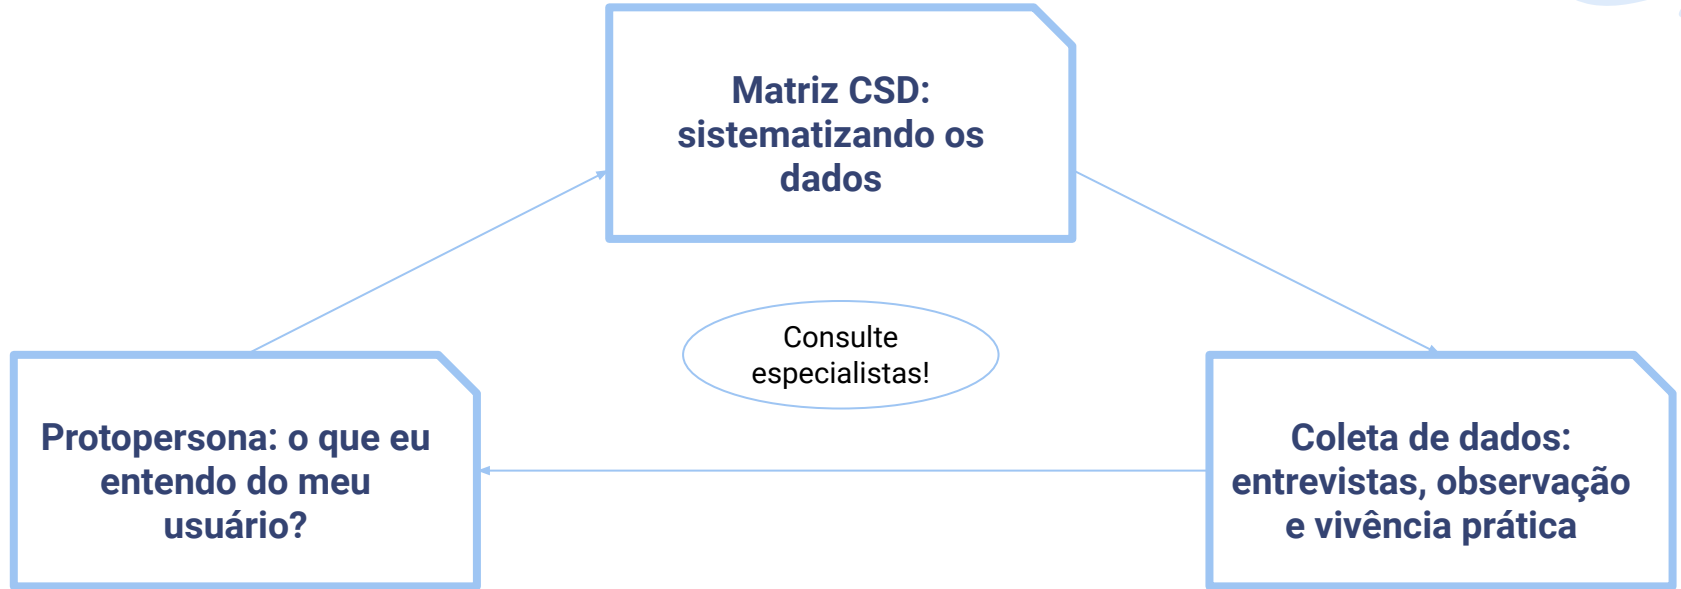 Matriz CSD:
sistematizando os
dados
Consulte
especialistas!
Protopersona: o que eu
entendo do meu
usuário?
Coleta de dados:
entrevistas, observação
e vivência prática